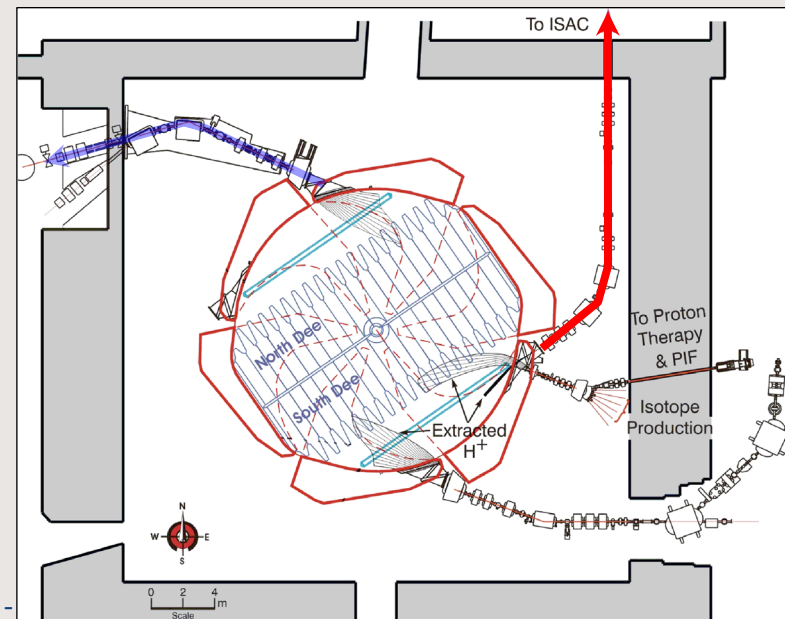 To ISAC
To Proton
Therapy
& PIF
North Dee
South Dee
Isotope
Production
Extracted
H+
N
W
E
S
0 2 4
m
Scale